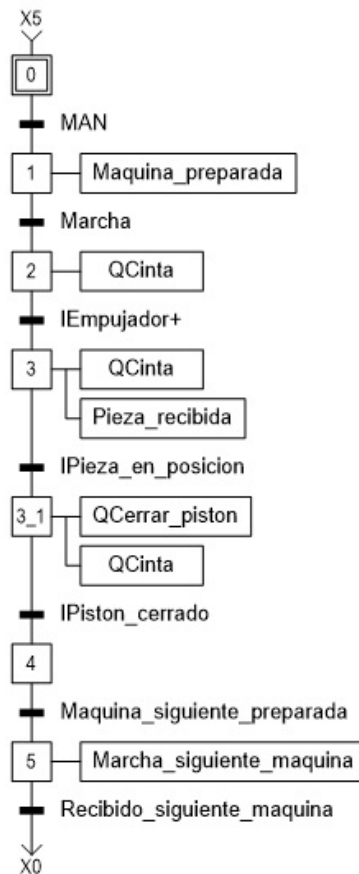 X5
0
MAN
1 Maquina_preparada
Marcha
2 QCinta
IEmpujador+
3 QCinta
Pieza_recibida
IPieza_en_posicion
3_1 QCerrar_piston
QCinta
IPiston_cerrado
4
Maquina_siguiente_preparada
5 Marcha_siguiente_maquina
Recibido_siguiente_maquina
X0